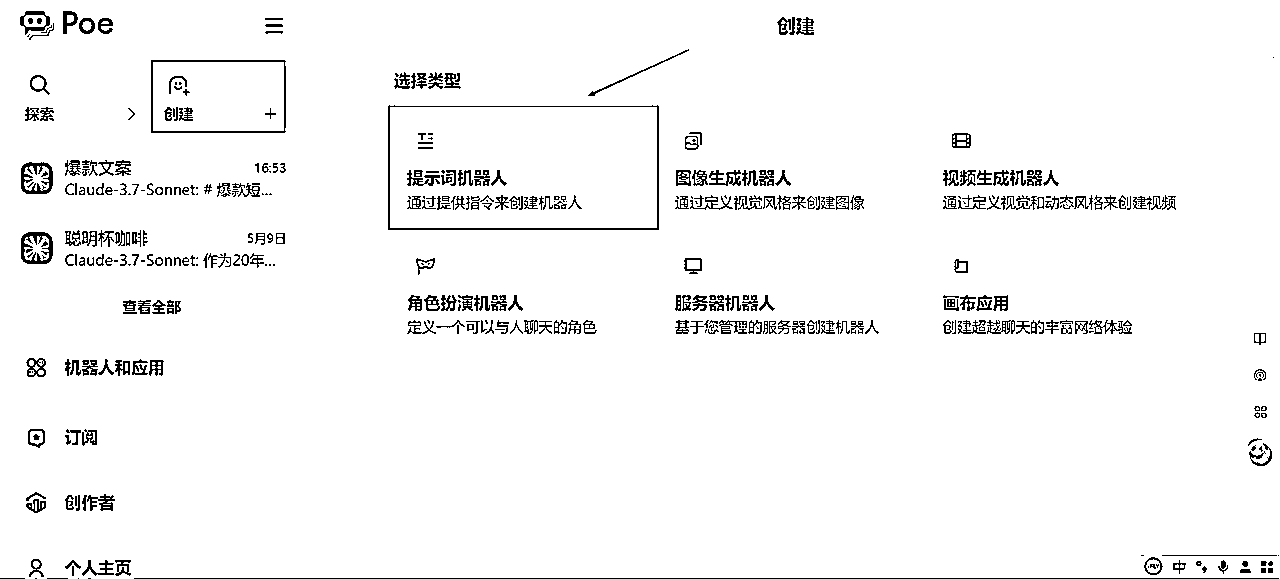 Poe
探索
创建
爆款文案
16:53
Claude-3.7-Sonnet: # 爆款短...
聪明杯咖啡
5月9日
Claude-3.7-Sonnet: 作为20年...
查看全部
机器人和应用
订阅
创作者
个人主页
创建
选择类型
提示词机器人
通过提供指令来创建机器人
图像生成机器人
通过定义视觉风格来创建图像
视频生成机器人
通过定义视觉和动态风格来创建视频
角色扮演机器人
定义一个可以与人聊天的角色
服务器机器人
基于您管理的服务器创建机器人
画布应用
创建超越聊天的丰富网络体验
中